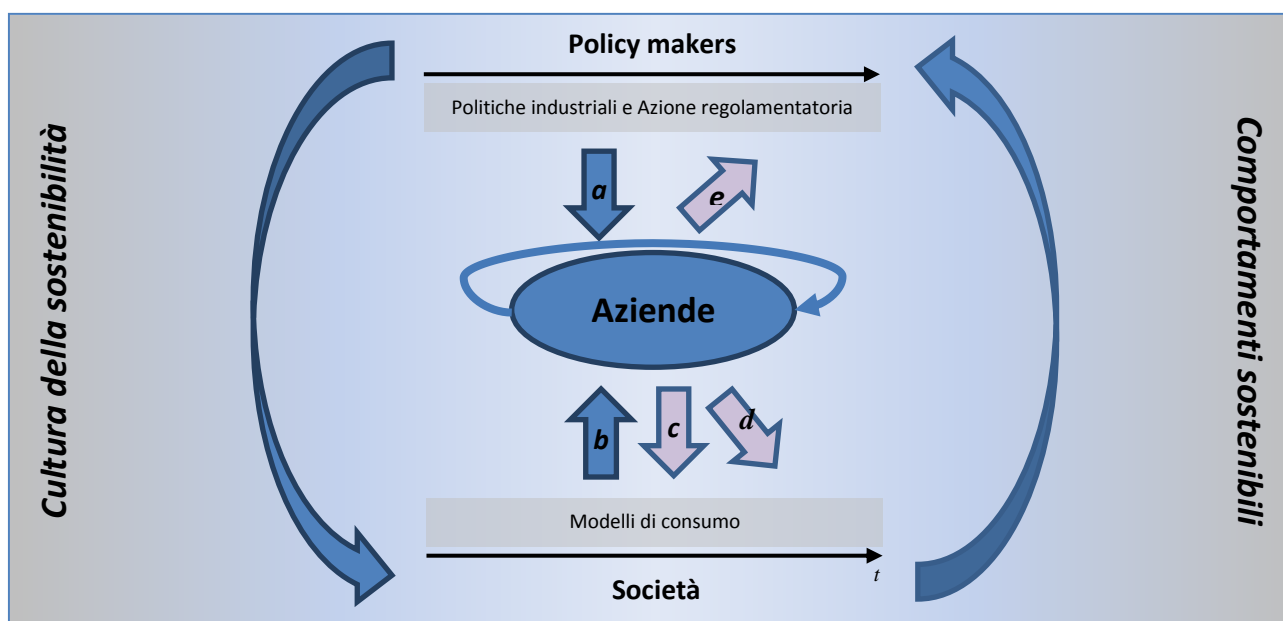 Policy makers
Politiche industriali e Azione regolamentatoria
Cultura della sostenibilità
a
e
Aziende
b
c
d
Modelli di consumo
t
Società
Comportamenti sostenibili